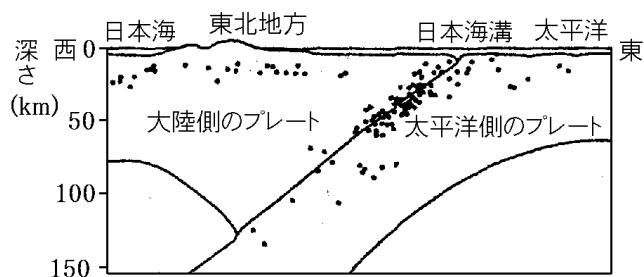 日本海 東北地方 日本海溝 太平洋
深さ(km) 西 0 東
50
大陸側のプレート 太平洋側のプレート
100
150